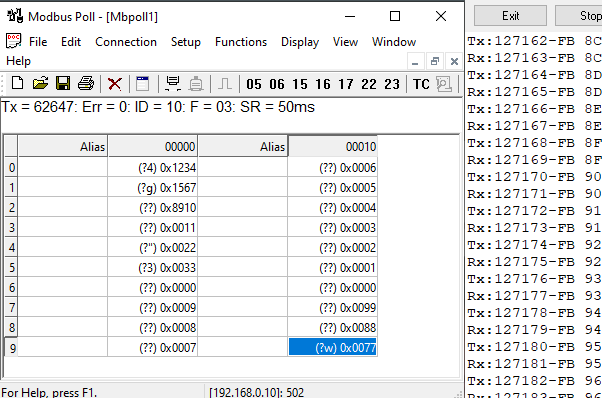 Modbus Poll - [Mbpoll1]
File Edit Connection Setup Functions Display View Window
Help
05 06 15 16 17 22 23 TC
Tx = 62647: Err = 0: ID = 10: F = 03: SR = 50ms
Alias 00000 Alias 00010
0 (?4) 0x1234 (??) 0x0006
1 (?g) 0x1567 (??) 0x0005
2 (??) 0x8910 (??) 0x0004
3 (??) 0x0011 (??) 0x0003
4 (?") 0x0022 (??) 0x0002
5 (?3) 0x0033 (??) 0x0001
6 (??) 0x0000 (??) 0x0000
7 (??) 0x0009 (??) 0x0099
8 (??) 0x0008 (??) 0x0088
9 (??) 0x0007 (?w) 0x0077
For Help, press F1. [192.168.0.10]: 502
Exit Stop
Tx:127162-FB 8C
Rx:127163-FB 8C
Tx:127164-FB 8D
Rx:127165-FB 8D
Tx:127166-FB 8E
Rx:127167-FB 8E
Tx:127168-FB 8F
Rx:127169-FB 8F
Tx:127170-FB 90
Rx:127171-FB 90
Tx:127172-FB 91
Rx:127173-FB 91
Tx:127174-FB 92
Rx:127175-FB 92
Tx:127176-FB 93
Rx:127177-FB 93
Tx:127178-FB 94
Rx:127179-FB 94
Tx:127180-FB 95
Rx:127181-FB 95
Tx:127182-FB 96
Rx:127183-FB 96